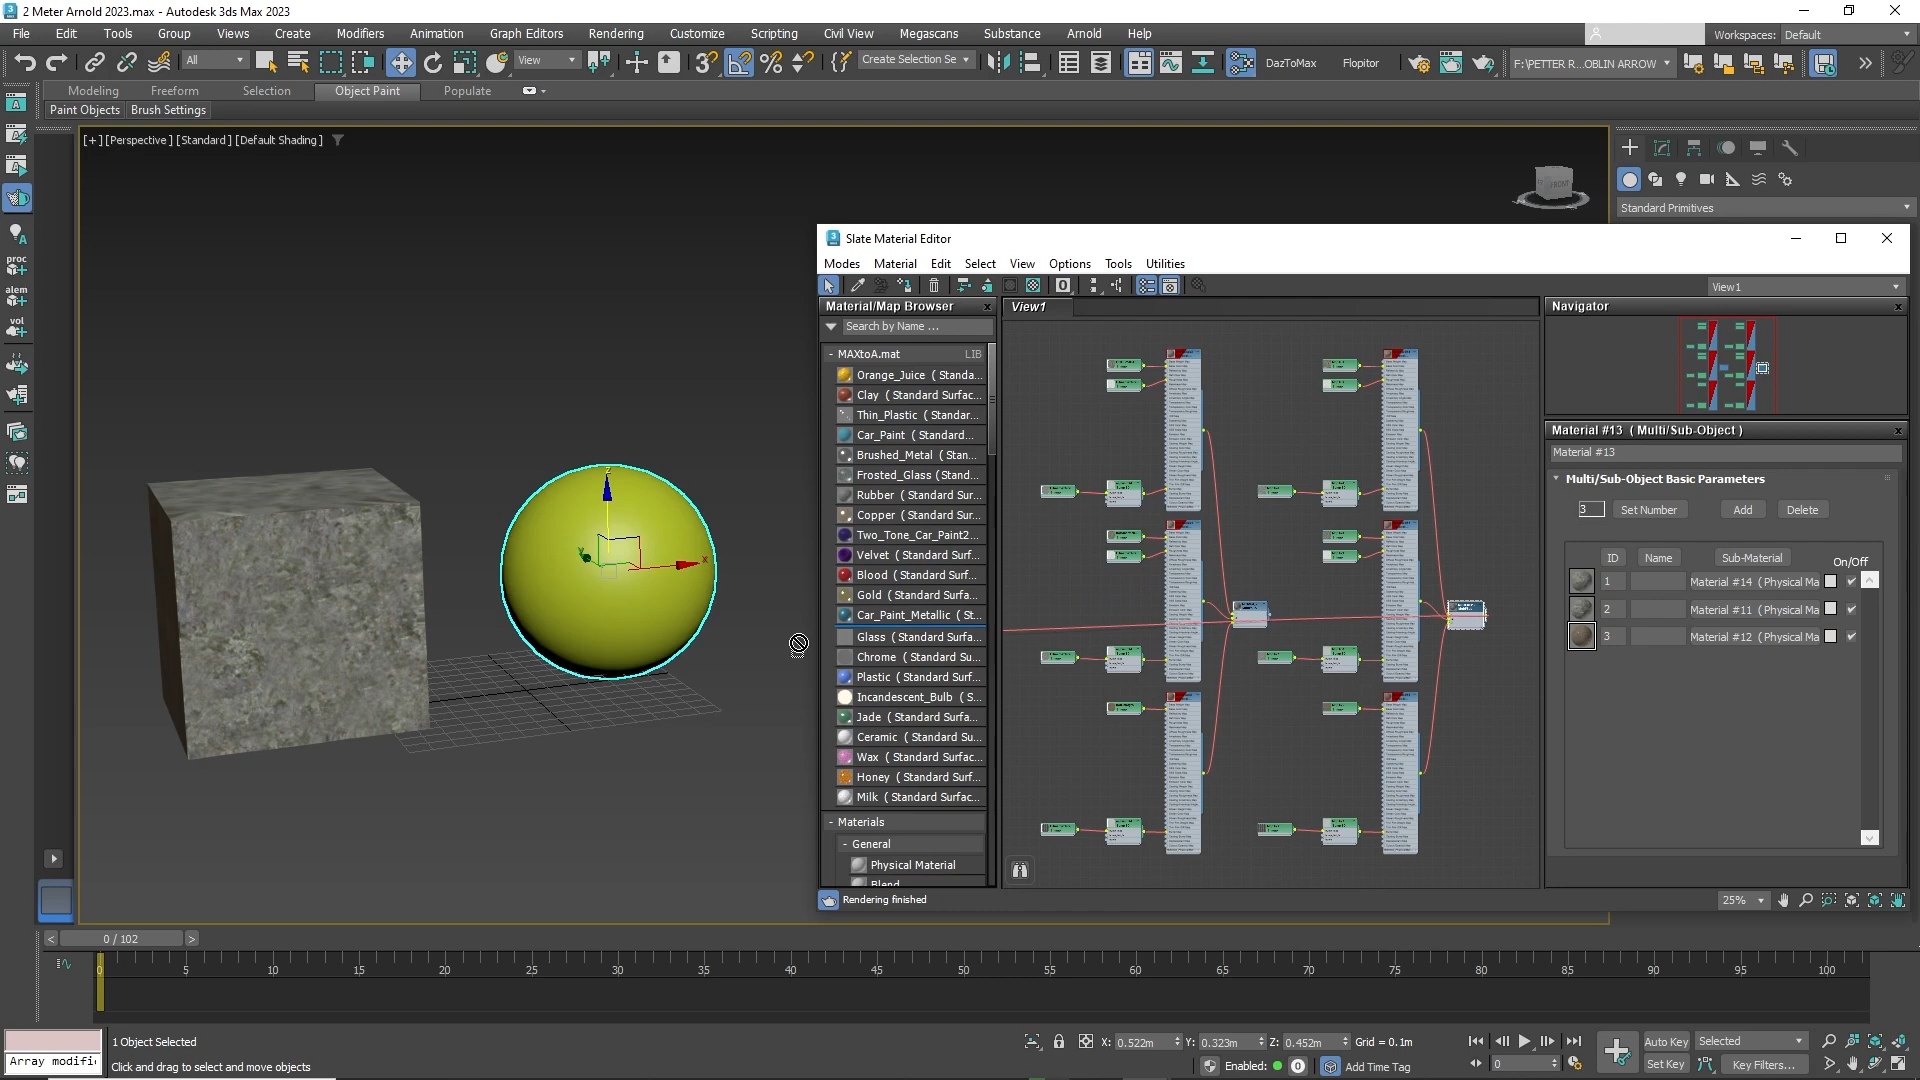 2 Meter Arnold 2023.max - Autodesk 3ds Max 2023
File Edit Tools Group Views Create Modifiers Animation Graph Editors Rendering Customize Scripting Civil View Megascans Substance Arnold Help
Workspaces: Default
All View Create Selection Se DazToMax Flopitor F:\PETTER R...OBLIN ARROW
Modeling Freeform Selection Object Paint Populate
Paint Objects Brush Settings
[+] [Perspective ] [Standard ] [Default Shading ]
proc
alem
vol
FRONT
Standard Primitives
Slate Material Editor
Modes Material Edit Select View Options Tools Utilities
View1
Material/Map Browser
Search by Name ...
- MAXtoA.mat LIB
Orange_Juice ( Standa...
Clay ( Standard Surfac...
Thin_Plastic ( Standar...
Car_Paint ( Standard...
Brushed_Metal ( Stan...
Frosted_Glass (Stand...
Rubber ( Standard Sur...
Copper ( Standard Sur...
Two_Tone_Car_Paint2...
Velvet ( Standard Surf...
Blood ( Standard Surf...
Gold ( Standard Surf...
Car_Paint_Metallic ( St...
Glass ( Standard Surfa...
Chrome ( Standard Su...
Plastic ( Standard Surf...
Incandescent_Bulb ( S...
Jade ( Standard Surfa...
Ceramic ( Standard Su...
Wax ( Standard Surfac...
Honey ( Standard Surf...
Milk ( Standard Surfac...
- Materials
- General
Physical Material
Blend
Rendering finished
View1
Navigator
Material #13 ( Multi/Sub-Object )
Material #13
Multi/Sub-Object Basic Parameters
3 Set Number Add Delete
ID Name Sub-Material On/Off
1 Material #14 ( Physical Ma
2 Material #11 ( Physical Ma
3 Material #12 ( Physical Ma
25%
z
y
x
< 0 / 102 >
0 5 10 15 20 25 30 35 40 45 50 55 60 65 70 75 80 85 90 95 100
Array modifi
1 Object Selected
Click and drag to select and move objects
X: 0.522m Y: 0.323m Z: 0.452m Grid = 0.1m
Enabled: 0 Add Time Tag
0
Auto Key Selected
Set Key Key Filters...